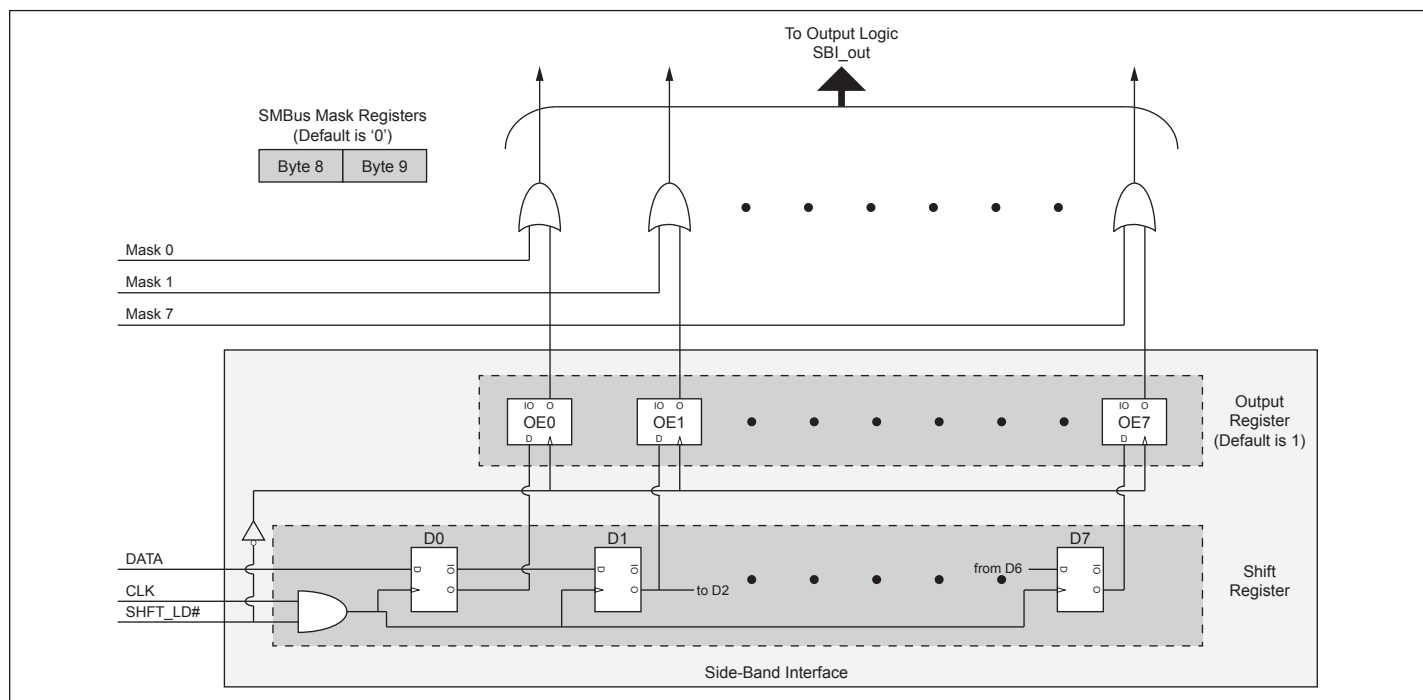 To Output Logic
SBI_out
SMBus Mask Registers
(Default is ‘0’)
Byte 8 Byte 9
Mask 0
Mask 1
Mask 7
IO O IO O IO O
OE0 OE1 OE7
D D D
Output
Register
(Default is 1)
D0 D1 D7
DATA
D IO D IO from D6 D IO
CLK
O O to D2 O
SHFT_LD#
Shift
Register
Side-Band Interface